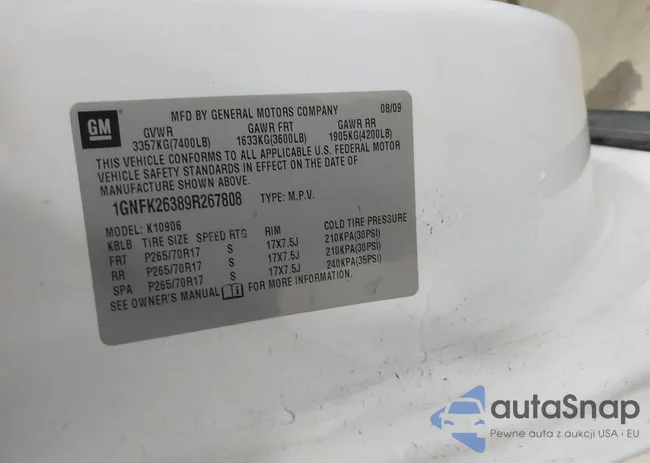 GM
MFD BY GENERAL MOTORS COMPANY 08/09
GVWR GAWR FRT GAWR RR
3357KG(7400LB) 1633KG(3600LB) 1905KG(4200LB)
THIS VEHICLE CONFORMS TO ALL APPLICABLE U.S. FEDERAL MOTOR
VEHICLE SAFETY STANDARDS IN EFFECT ON THE DATE OF
MANUFACTURE SHOWN ABOVE.
1GNFK26389R267808 TYPE: M.P.V.
MODEL: K10906
KBLB TIRE SIZE SPEED RTG RIM COLD TIRE PRESSURE
FRT P265/70R17 S 17X7.5J 210KPA(30PSI)
RR P265/70R17 S 17X7.5J 210KPA(30PSI)
SPA P265/70R17 S 17X7.5J 240KPA(35PSI)
SEE OWNER'S MANUAL FOR MORE INFORMATION.
autaSnap
Pewne auta z aukcji USA i EU